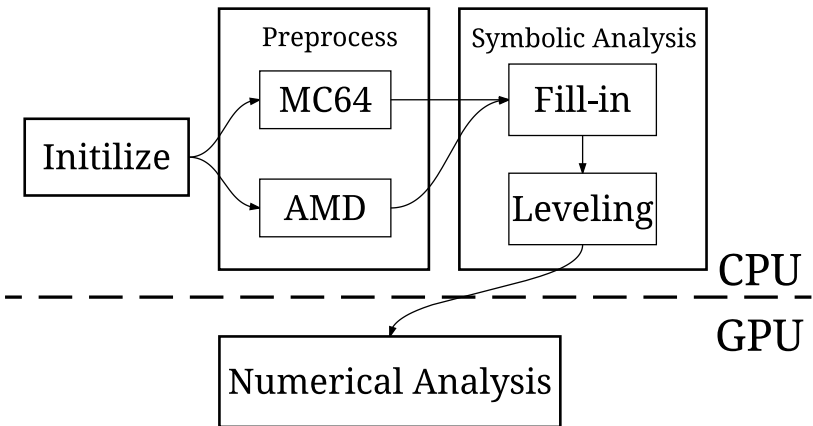 Preprocess
Symbolic Analysis
MC64
Fill-in
Initilize
AMD
Leveling
CPU
GPU
Numerical Analysis